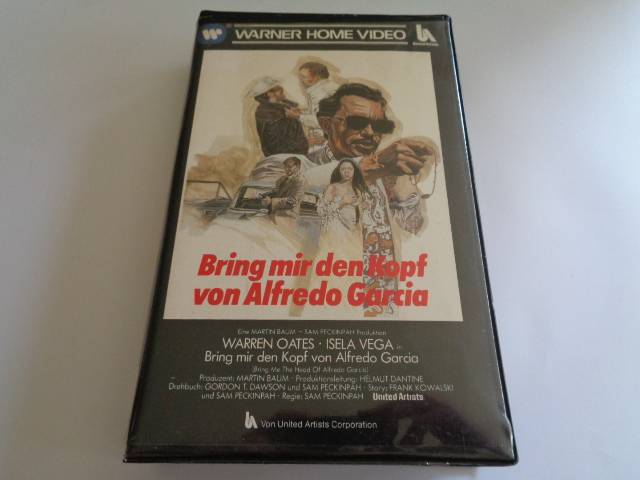 WARNER HOME VIDEO
United Artists
Bring mir den Kopf
von Alfredo Garcia
Eine MARTIN BAUM – SAM PECKINPAH Produktion
WARREN OATES · ISELA VEGA in
Bring mir den Kopf von Alfredo Garcia
(Bring Me The Head Of Alfredo Garcia)
Produzent: MARTIN BAUM · Produktionsleitung: HELMUT DANTINE
Drehbuch: GORDON T. DAWSON und SAM PECKINPAH · Story: FRANK KOWALSKI
und SAM PECKINPAH · Regie: SAM PECKINPAH United Artists
Von United Artists Corporation